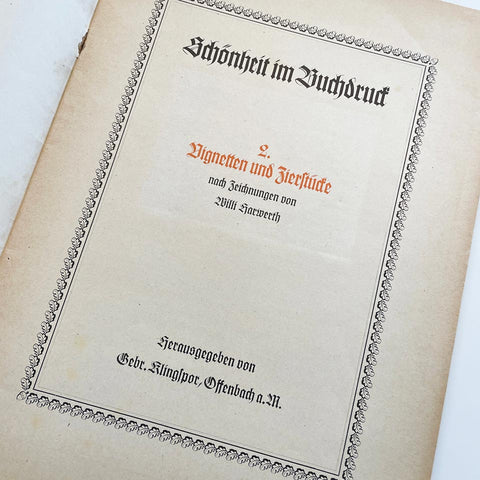 Schönheit im Buchdruck
2.
Vignetten und Zierstücke
nach Zeichnungen von
Willi Harwerth
Herausgegeben von
Gebr. Klingspor, Offenbach a. M.